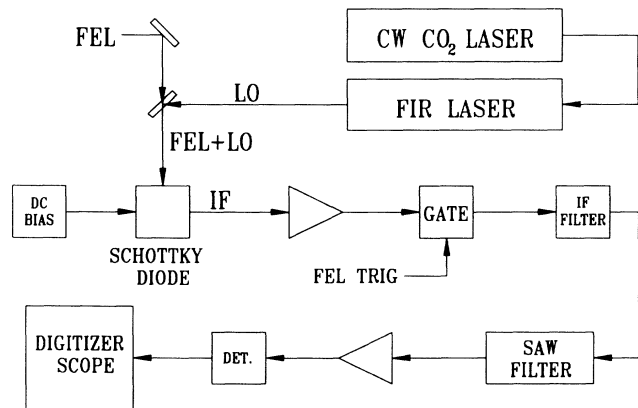 FEL
CW CO₂ LASER
LO
FIR LASER
FEL+LO
DC
BIAS
IF
GATE
IF
FILTER
SCHOTTKY
DIODE
FEL TRIG
DIGITIZER
SCOPE
DET.
SAW
FILTER